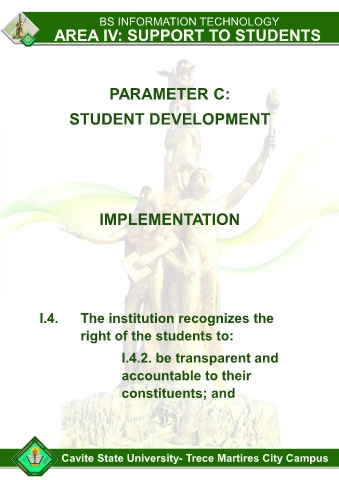 BS INFORMATION TECHNOLOGY
AREA IV: SUPPORT TO STUDENTS
PARAMETER C:
STUDENT DEVELOPMENT
IMPLEMENTATION
I.4. The institution recognizes the
right of the students to:
I.4.2. be transparent and
accountable to their
constituents; and
Cavite State University- Trece Martires City Campus